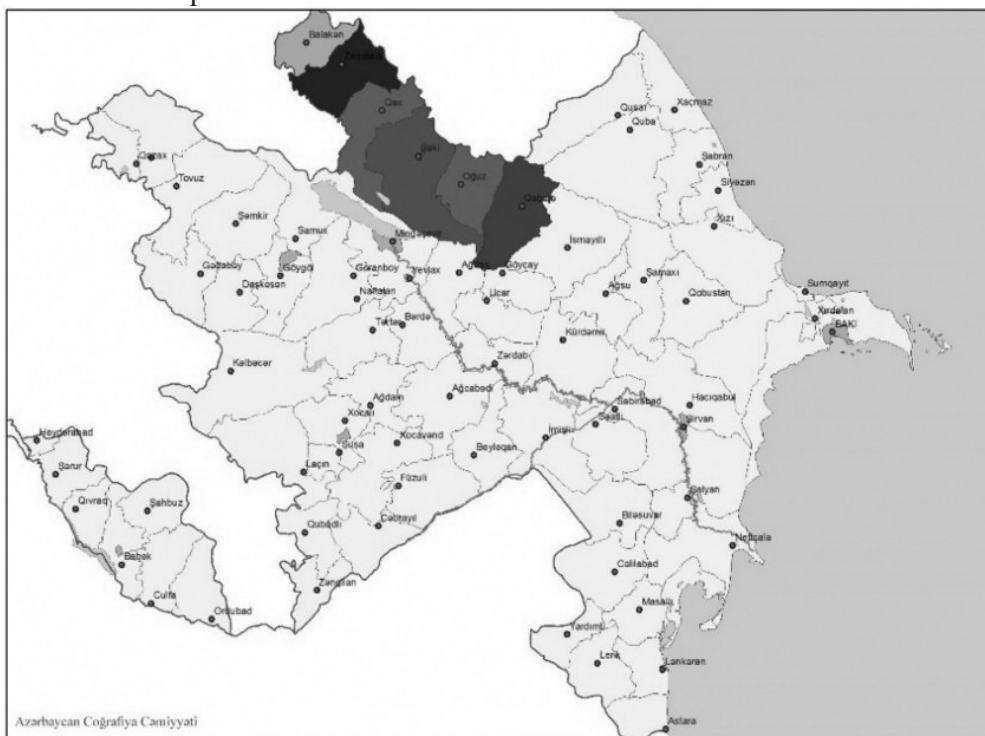 Balakən
Zaqatala
Qax
Qusar
Xaçmaz
Quba
Şəki
Qazax
Şabran
Oğuz
Tovuz
Siyəzən
Qəbələ
Şəmkir
Xızı
Samux
Mingəçevir
İsmayıllı
Gədəbəy
Göygöl
Goranboy
Yevlax
Ağdaş
Göyçay
Şamaxı
Daşkəsən
Naftalan
Ucar
Ağsu
Qobustan
Sumqayıt
Tərtər
Bərdə
Xırdalan
BAKI
Kürdəmir
Kəlbəcər
Zərdab
Ağcabədi
Ağdam
Hacıqabul
Sabirabad
Xocalı
Saatlı
Şirvan
Heydərabad
Xocavənd
İmişli
Şuşa
Beyləqan
Şərur
Laçın
Füzuli
Salyan
Qıvraq
Şahbuz
Cəbrayıl
Biləsuvar
Qubadlı
Neftçala
Babək
Cəlilabad
Zəngilan
Culfa
Masallı
Ordubad
Yardımlı
Lerik
Lənkəran
Azərbaycan Coğrafiya Cəmiyyəti
Astara